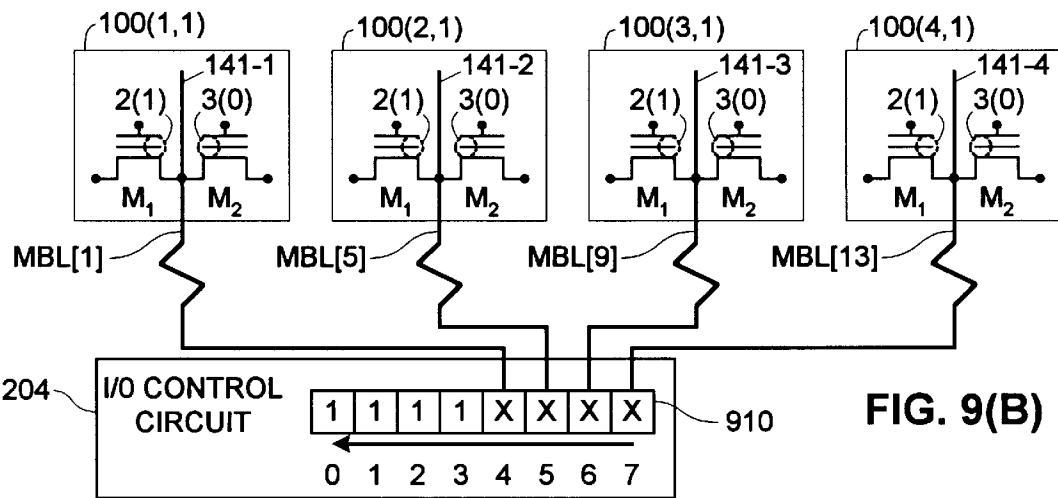 100(1,1) 100(2,1) 100(3,1) 100(4,1)
141-1 141-2 141-3 141-4
2(1) 3(0) 2(1) 3(0) 2(1) 3(0) 2(1) 3(0)
M1 M2 M1 M2 M1 M2 M1 M2
MBL[1] MBL[5] MBL[9] MBL[13]
204 I/0 CONTROL
CIRCUIT
1 1 1 1 X X X X
910
0 1 2 3 4 5 6 7
FIG. 9(B)